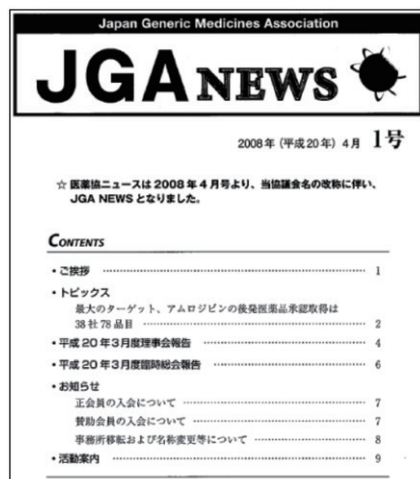 Japan Generic Medicines Association
JGA NEWS
2008年(平成20年)4月 1号
☆ 医薬協ニュースは2008年4月号より、当協議会名の改称に伴い、
JGA NEWSとなりました。
CONTENTS
・ご挨拶 ………………………………………… 1
・トピックス
最大のターゲット、アムロジピンの後発医薬品承認取得は
38社78品目 ………………………………………… 2
・平成20年3月度理事会報告 ………………………………………… 4
・平成20年3月度臨時総会報告 ………………………………………… 6
・お知らせ
正会員の入会について ………………………………………… 7
賛助会員の入会について ………………………………………… 7
事務所移転および名称変更等について ………………………………………… 8
・活動案内 ………………………………………… 9